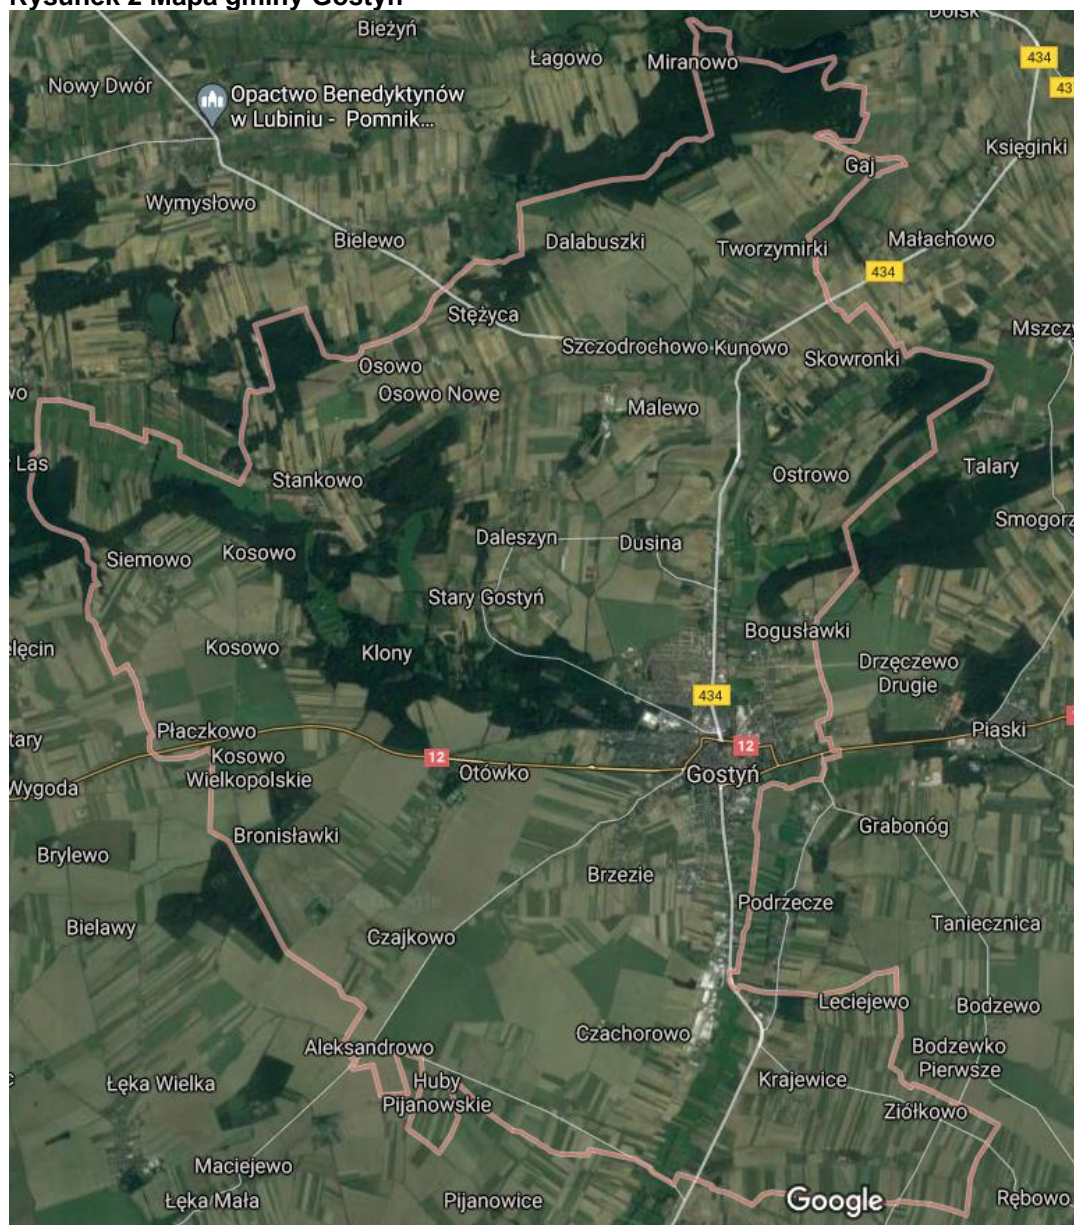 Rysunek 2 Mapa gminy Gostyń
Dolsk
Bieżyń
Łagowo
Miranowo
434
Nowy Dwór
Opactwo Benedyktynów
w Lubiniu - Pomnik...
437
Księginki
Gaj
Wymysłowo
Bielewo
Dalabuszki
Tworzymirki
Małachowo
434
Stężyca
Szczodrochowo
Kunowo
Skowronki
Osowo
Osowo Nowe
Malewo
Las
Stankowo
Ostrowo
Talary
Daleszyn
Dusina
Siemowo
Kosowo
Stary Gostyń
Bogusławki
Kosowo
Klony
Drzęczewo
Drugie
434
Płaczkowo
12
Piaski
Kosowo
Wielkopolskie
12
Otówko
Gostyń
Wygoda
Bronisławki
Grabonóg
Brylewo
Brzezie
Podrzecze
Bielawy
Czajkowo
Taniecznica
Leciejewo
Bodzewo
Aleksandrowo
Czachorowo
Bodzewko
Pierwsze
Łęka Wielka
Huby
Pijanowskie
Krajewice
Ziółkowo
Maciejewo
Łęka Mała
Pijanowice
Google
Rębowo